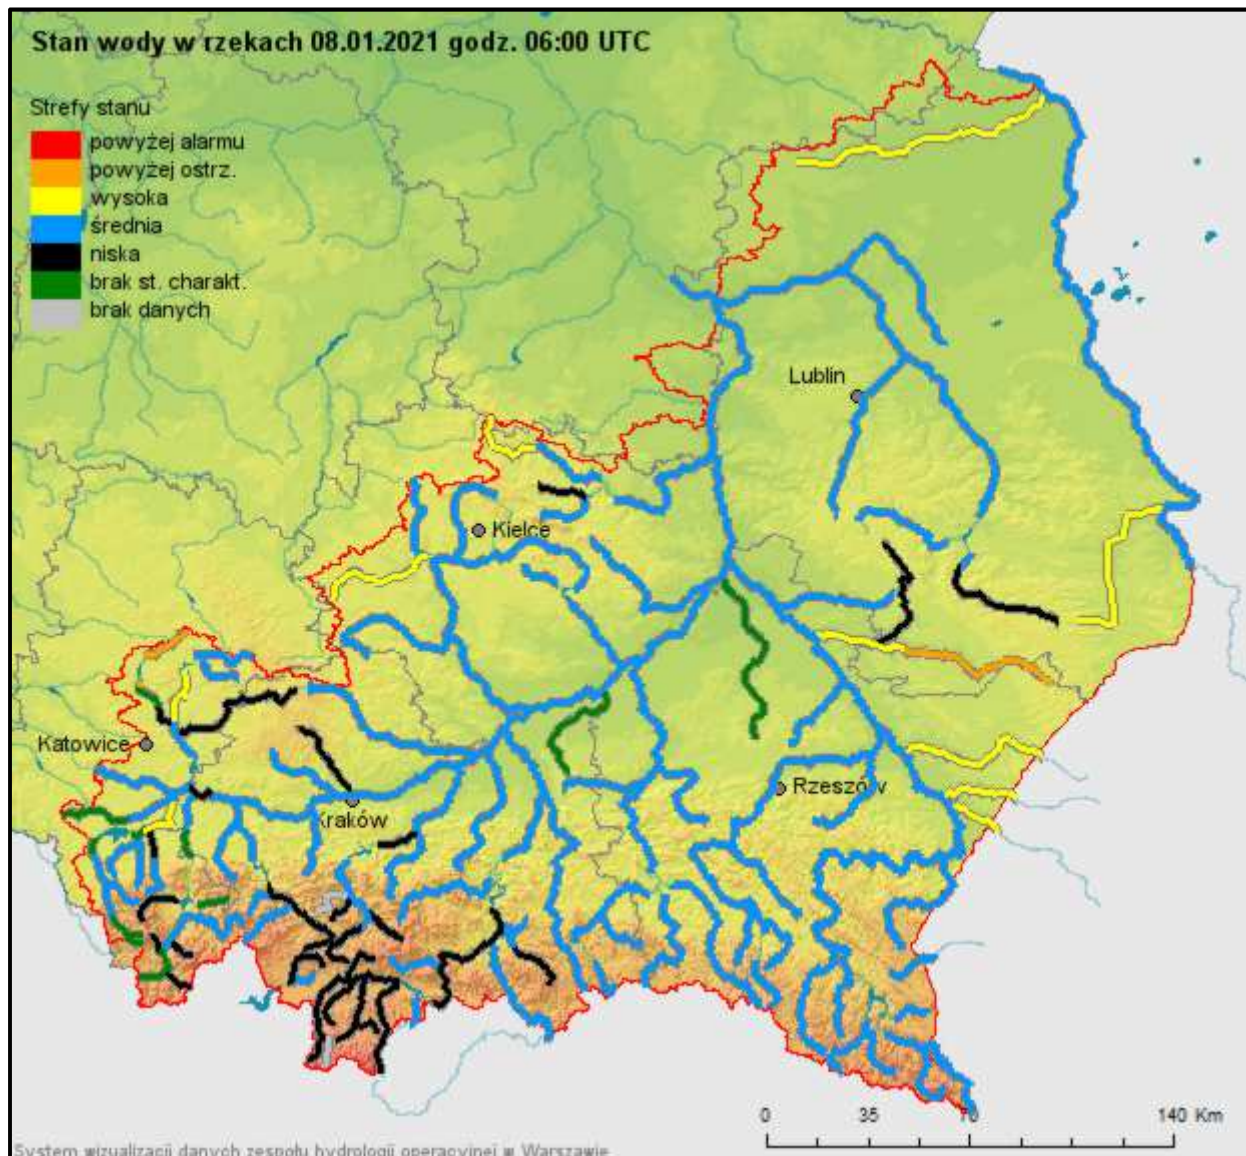 Stan wody w rzekach 08.01.2021 godz. 06:00 UTC
Strefy stanu
powyżej alarmu
powyżej ostrz.
wysoka
średnia
niska
brak st. charakt.
brak danych
Lublin
Kielce
Katowice
Rzeszów
Kraków
0 35 70 140 Km
System wizualizacji danych zespołu hydrologii operacyjnej w Warszawie